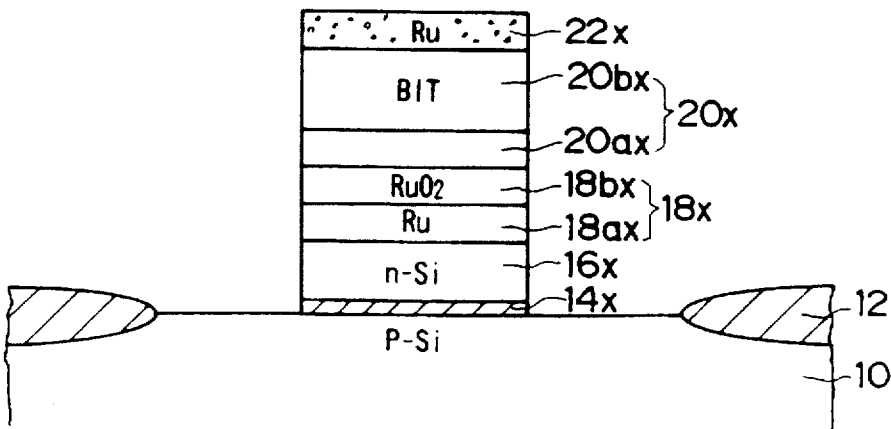 Ru 22x
BIT 20bx
20x
20ax
RuO2 18bx
18x
Ru 18ax
n-Si 16x
14x
12
P-Si
10